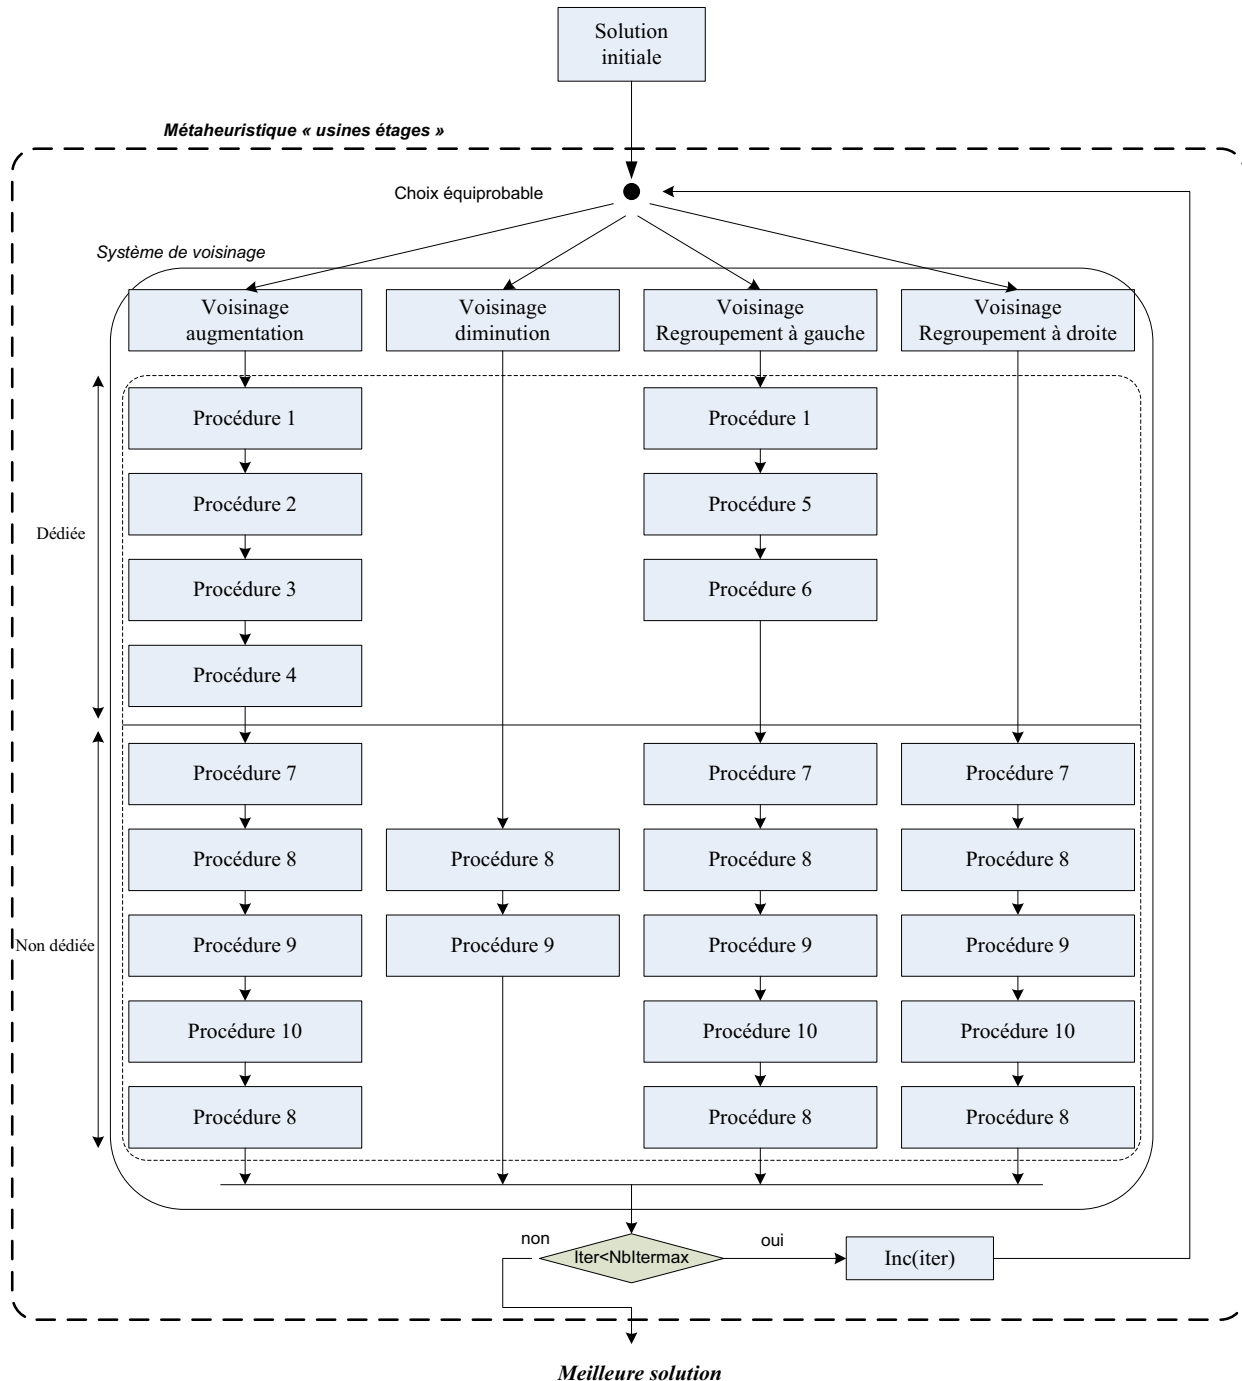 Solution
initiale
Métaheuristique « usines étages »
Choix équiprobable
Système de voisinage
Voisinage
augmentation
Voisinage
diminution
Voisinage
Regroupement à gauche
Voisinage
Regroupement à droite
Procédure 1
Procédure 1
Procédure 2
Procédure 5
Dédiée
Procédure 3
Procédure 6
Procédure 4
Procédure 7
Procédure 7
Procédure 7
Procédure 8
Procédure 8
Procédure 8
Procédure 8
Non dédiée
Procédure 9
Procédure 9
Procédure 9
Procédure 9
Procédure 10
Procédure 10
Procédure 10
Procédure 8
Procédure 8
Procédure 8
non
Iter<NbItermax
oui
Inc(iter)
Meilleure solution